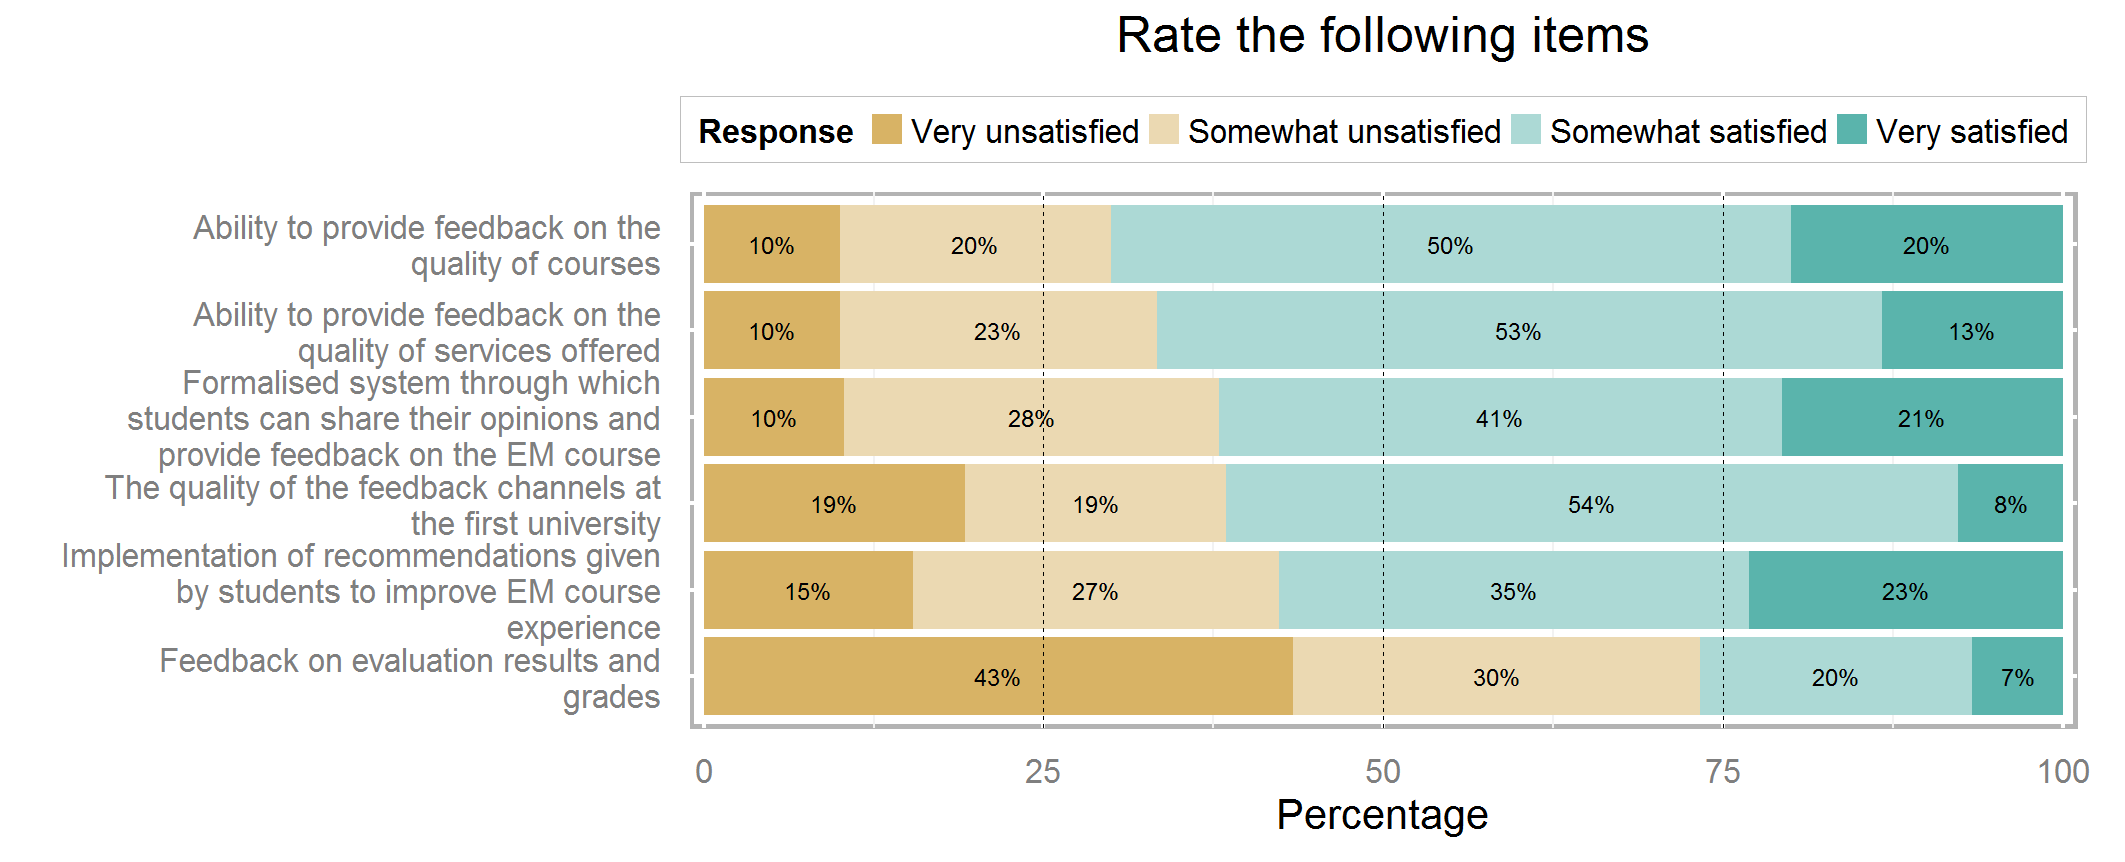 Rate the following items
Response Very unsatisfied Somewhat unsatisfied Somewhat satisfied Very satisfied
Ability to provide feedback on the
quality of courses
10% 20% 50% 20%
Ability to provide feedback on the
quality of services offered
10% 23% 53% 13%
Formalised system through which
students can share their opinions and
provide feedback on the EM course
10% 28% 41% 21%
The quality of the feedback channels at
the first university
19% 19% 54% 8%
Implementation of recommendations given
by students to improve EM course
experience
15% 27% 35% 23%
Feedback on evaluation results and
grades
43% 30% 20% 7%
0 25 50 75 100
Percentage